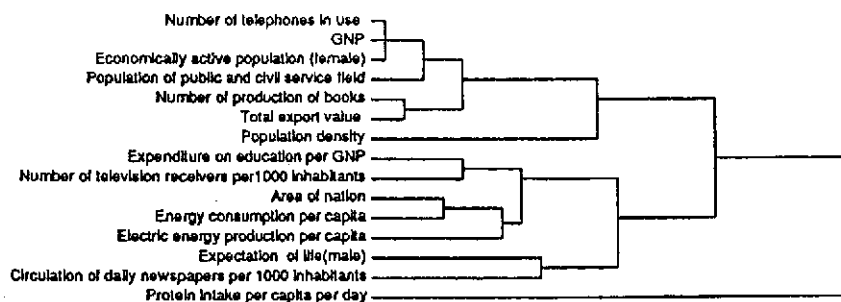 Number of telephones in use
GNP
Economically active population (female)
Population of public and civil service field
Number of production of books
Total export value
Population density
Expenditure on education per GNP
Number of television receivers per1000 inhabitants
Area of nation
Energy consumption per capita
Electric energy production per capita
Expectation of life(male)
Circulation of daily newspapers per 1000 inhabitants
Protein intake per capita per day